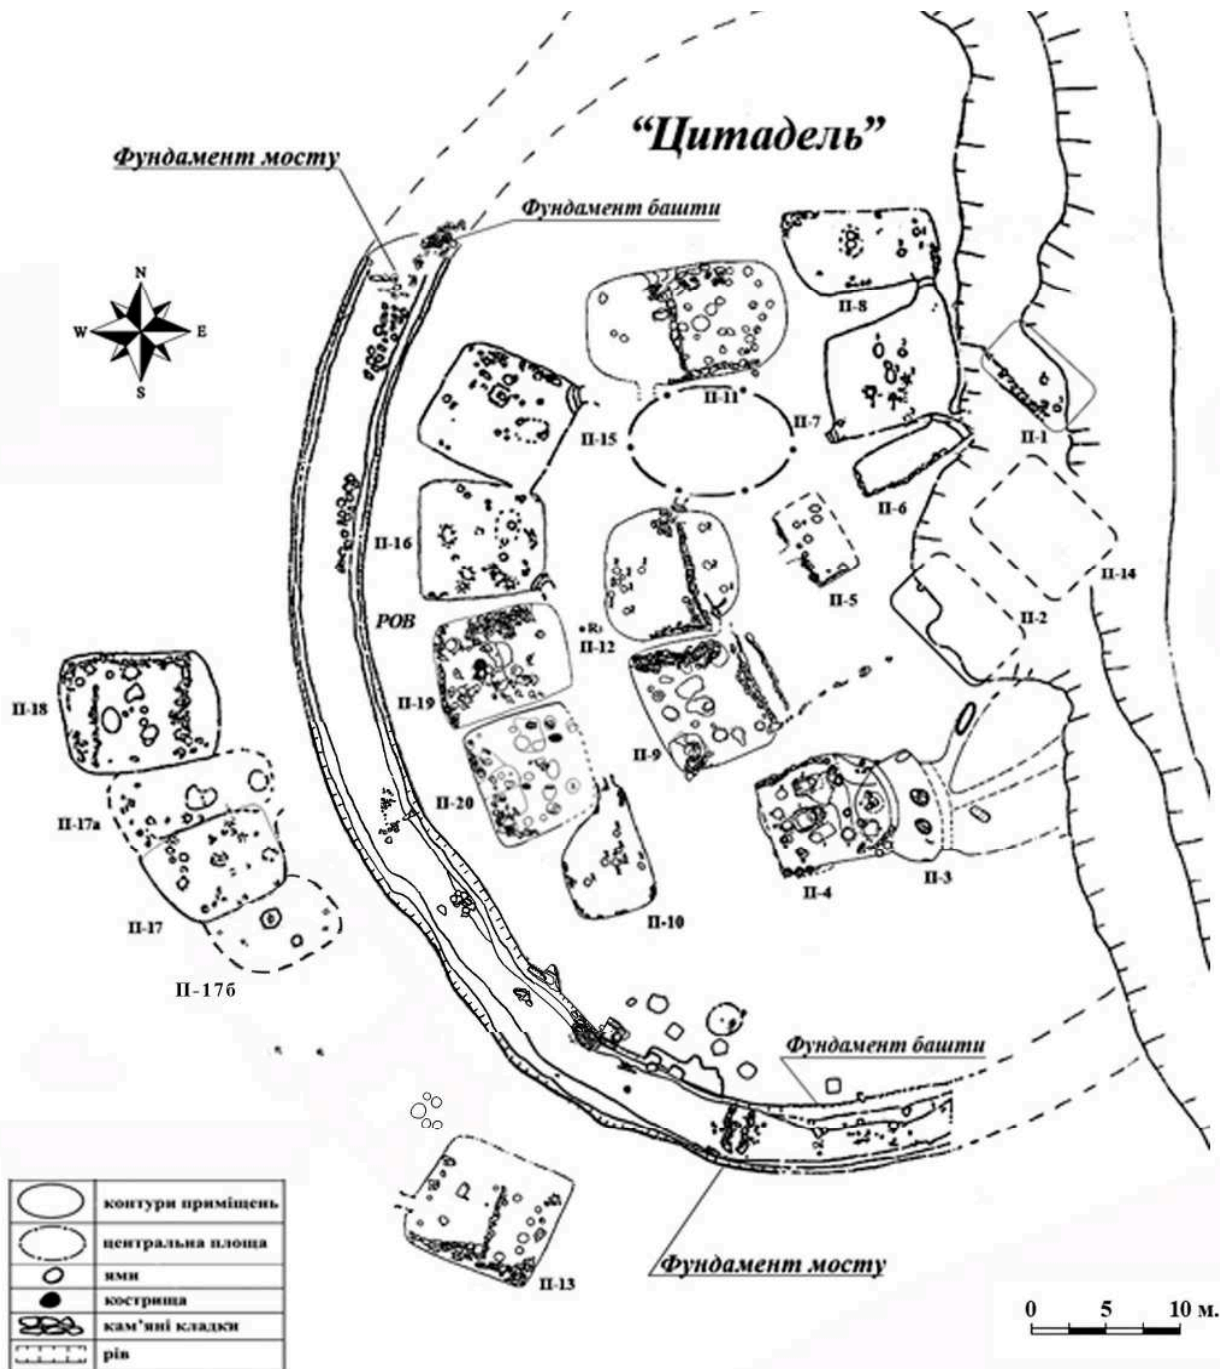 “Цитадель”
Фундамент мосту
Фундамент башти
N
W E
S
П-8
П-11
П-7
П-15
П-1
П-6
П-16
П-14
П-5
П-2
РОВ
R₁
П-12
П-19
П-18
П-9
П-20
П-17а
П-4
П-3
П-17
П-10
П-17б
Фундамент башти
П-13
Фундамент мосту
контури приміщень
центральна площа
ями
кострища
кам’яні кладки
рів
0 5 10 м.